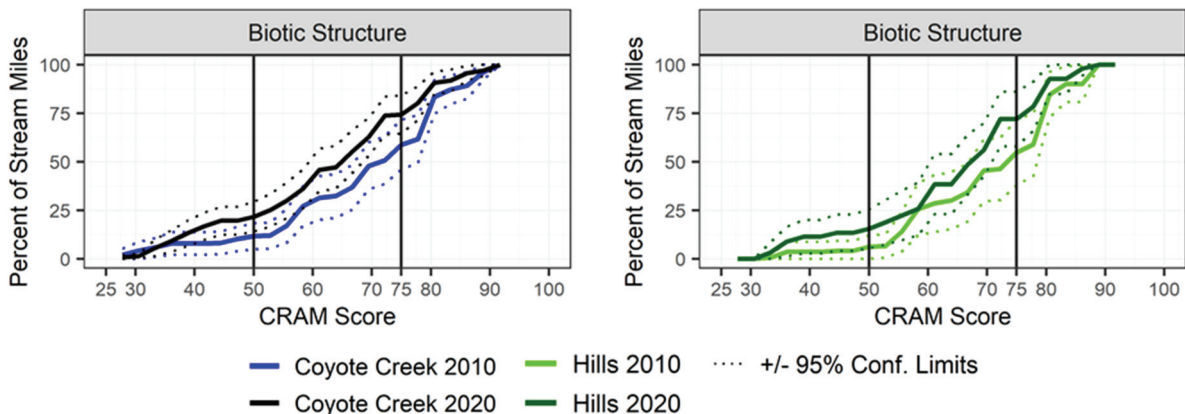 Biotic Structure
Percent of Stream Miles
100
75
50
25
0
25 30 40 50 60 70 75 80 90 100
CRAM Score
Biotic Structure
Percent of Stream Miles
100
75
50
25
0
25 30 40 50 60 70 75 80 90 100
CRAM Score
Coyote Creek 2010 Hills 2010 +/- 95% Conf. Limits
Coyote Creek 2020 Hills 2020